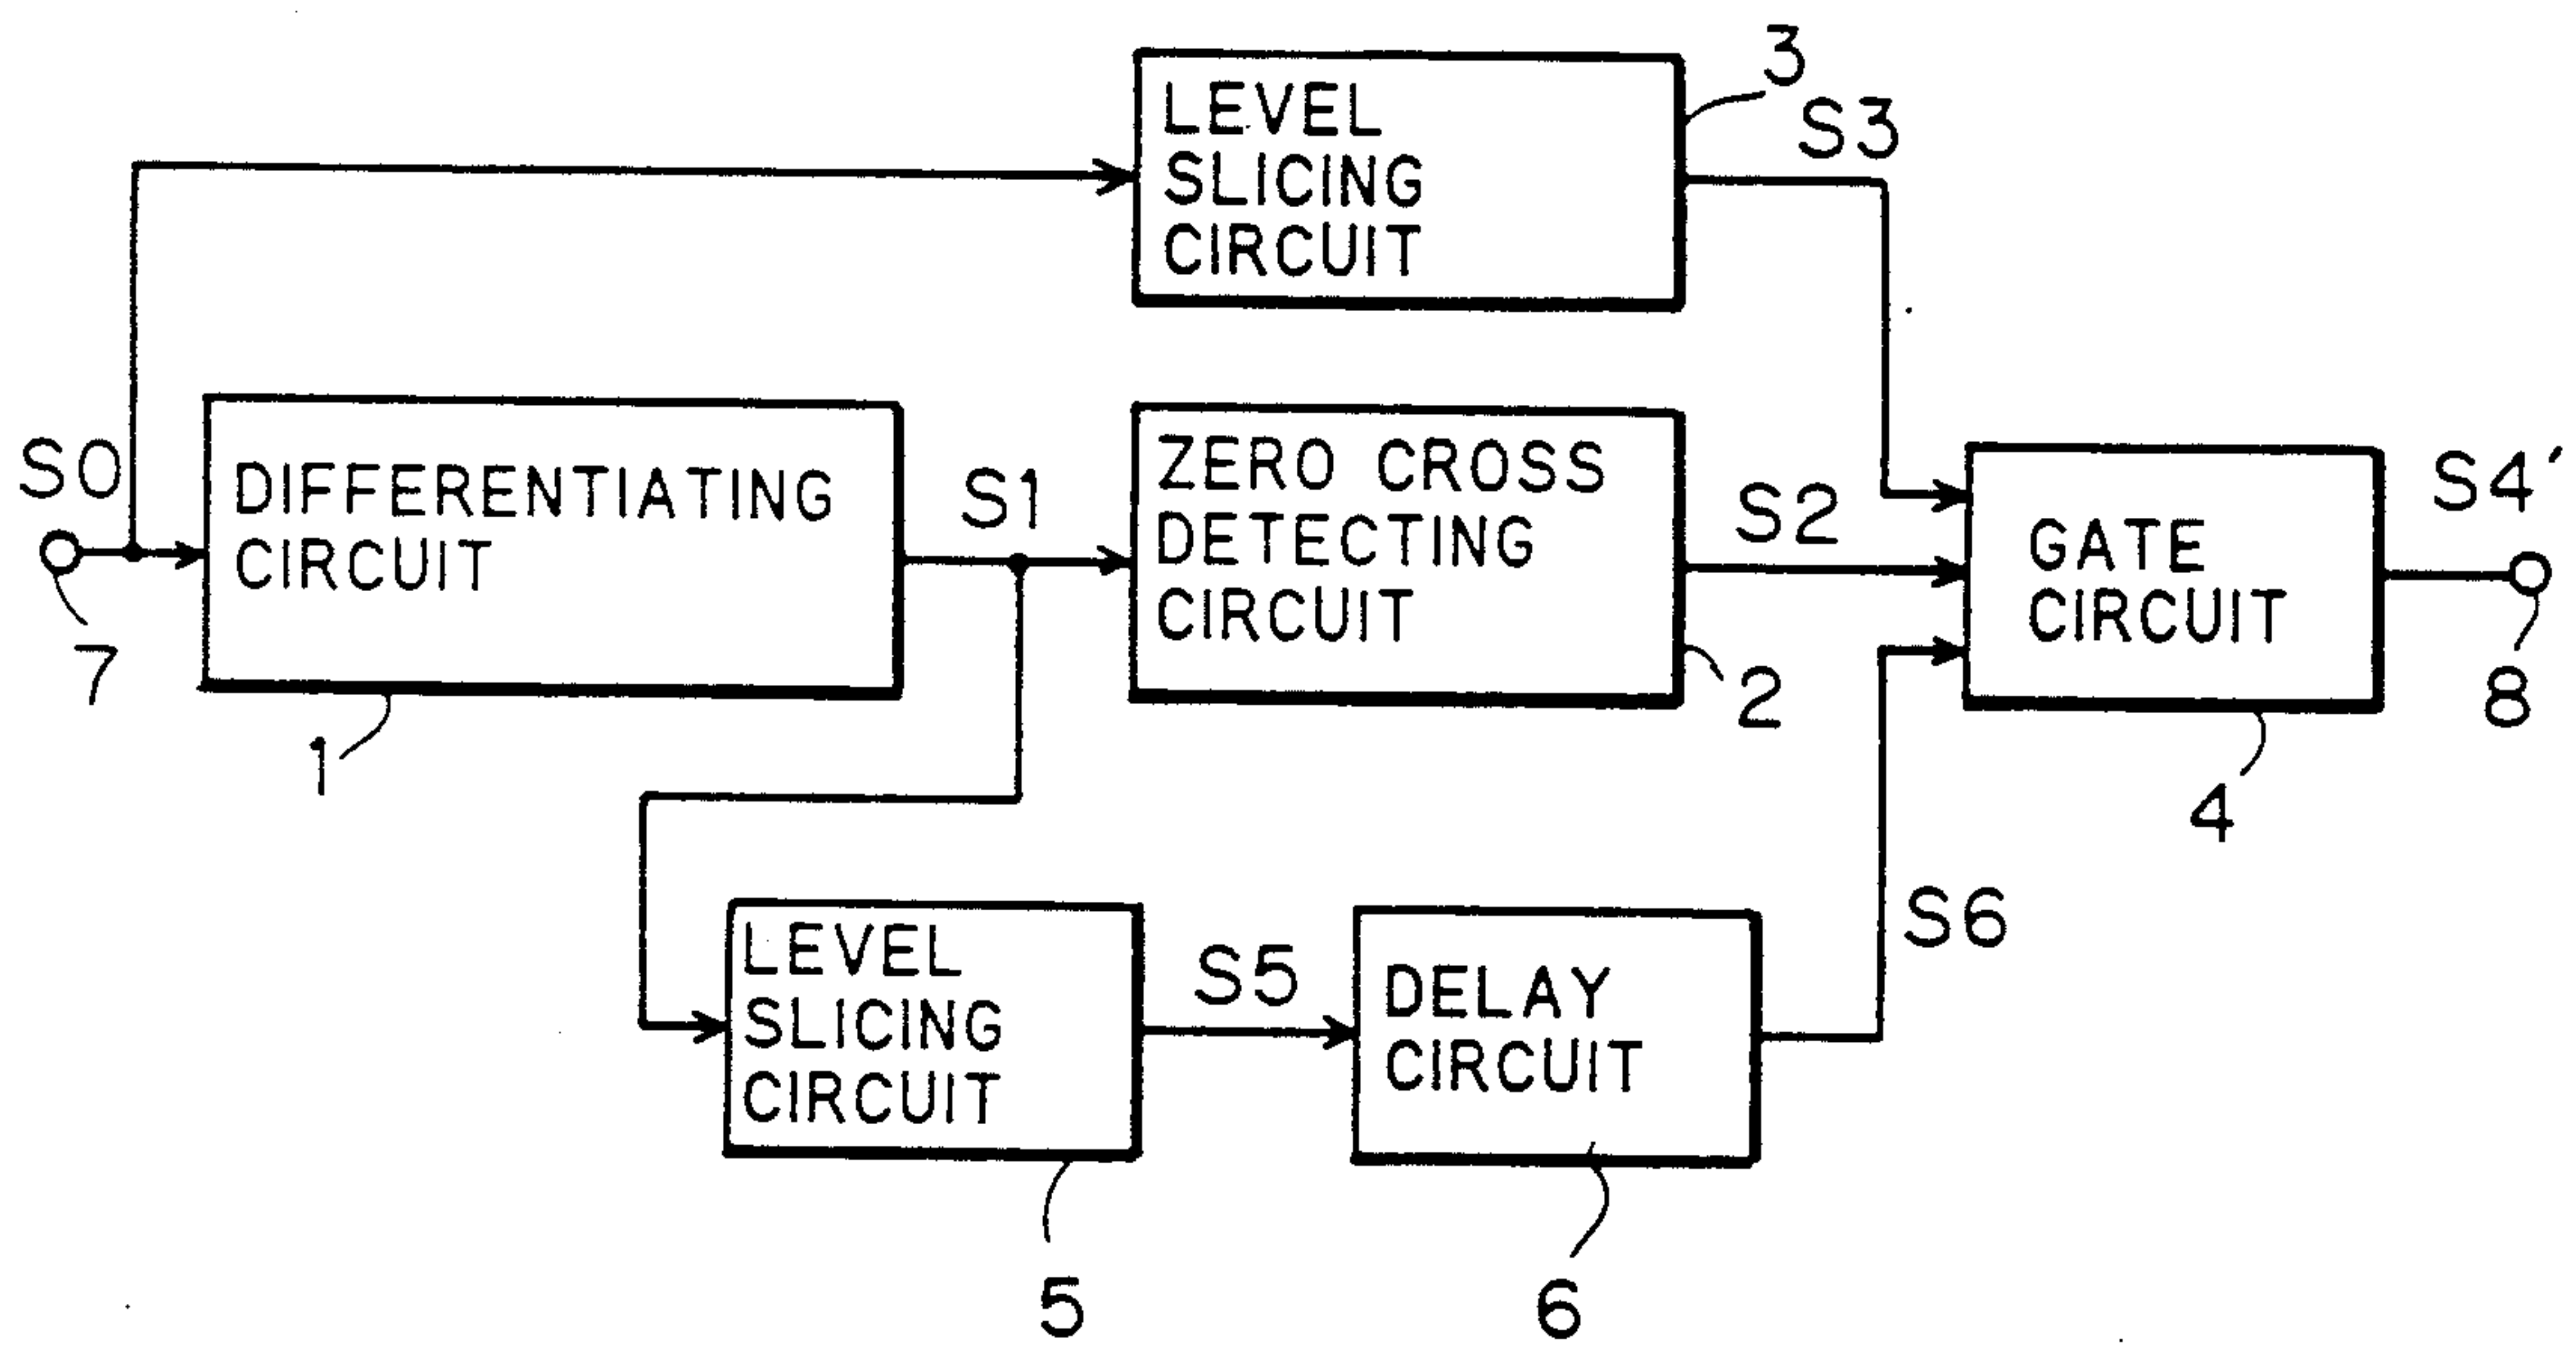 3
LEVEL
SLICING
CIRCUIT
S3
S0
DIFFERENTIATING
CIRCUIT
S1
ZERO CROSS
DETECTING
CIRCUIT
S2
GATE
CIRCUIT
S4'
7
1
2
8
4
LEVEL
SLICING
CIRCUIT
S5
DELAY
CIRCUIT
S6
5
6